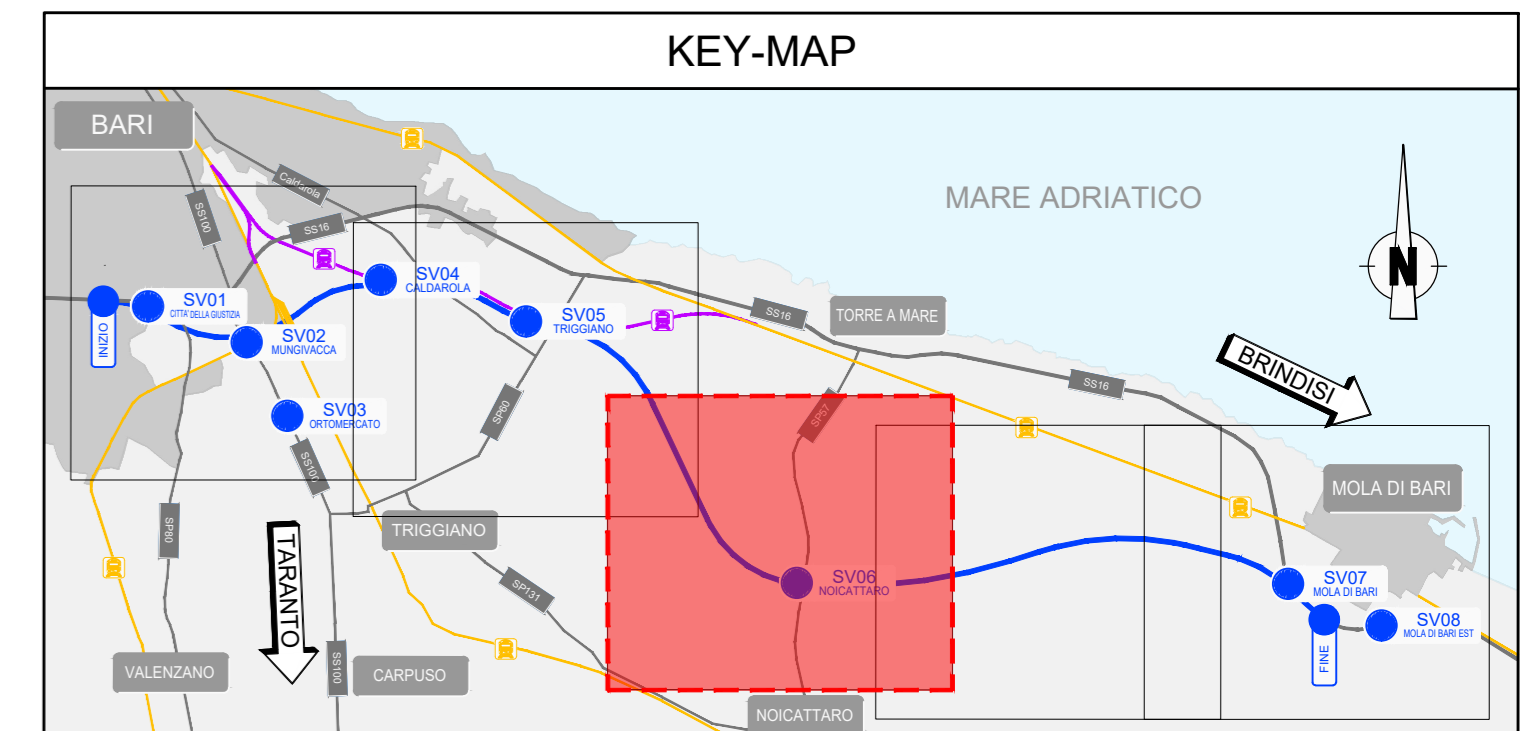 KEY-MAP
BARI
MARE ADRIATICO
Caldarola
SS100
SS16
N
SV04
CALDAROLA
SV01
CITTA' DELLA GIUSTIZIA
SV05
TRIGGIANO
SS16
TORRE A MARE
INIZIO
SV02
MUNGIVACCA
BRINDISI
SS16
SV03
ORTOMERCATO
SP60
SP57
SS100
MOLA DI BARI
TRIGGIANO
SP80
TARANTO
SP131
SV06
NOICATTARO
SV07
MOLA DI BARI
SV08
MOLA DI BARI EST
FINE
VALENZANO
SS100
CARPUSO
NOICATTARO